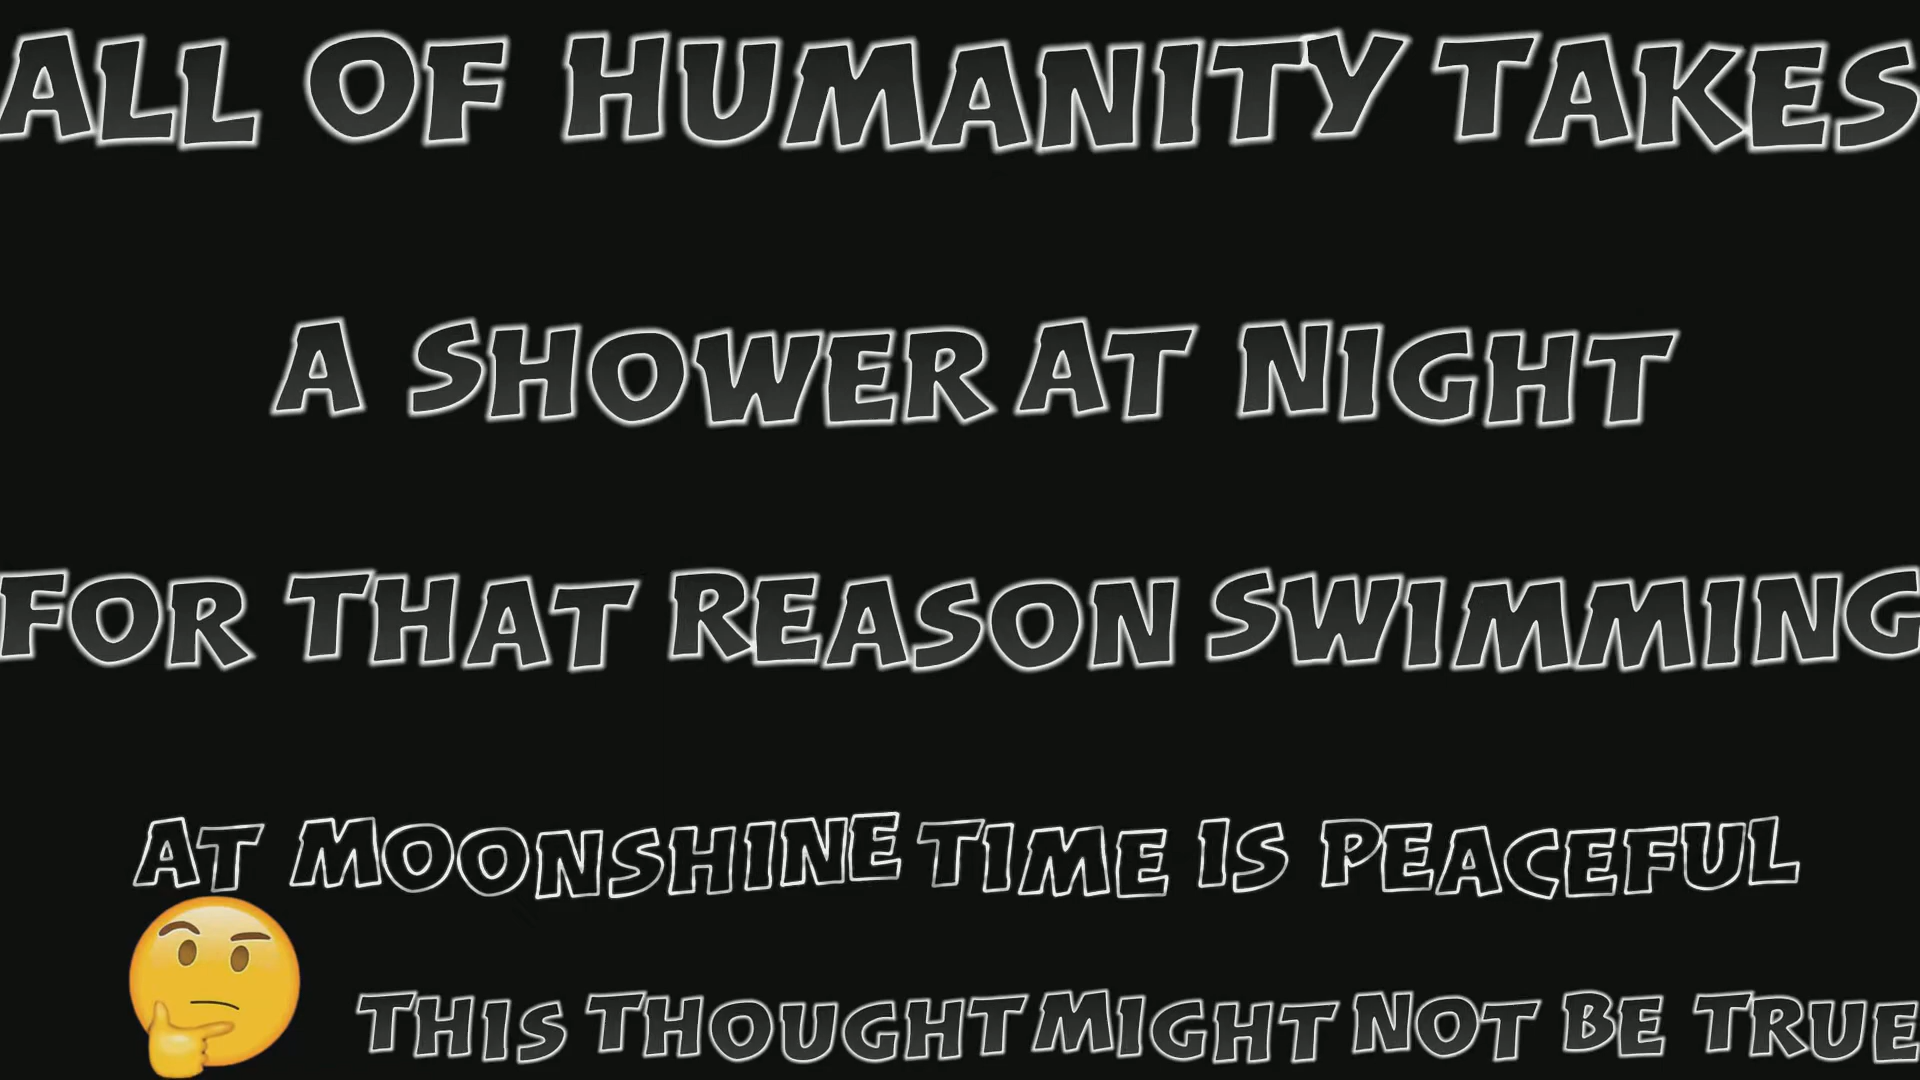 ALL OF HUMANITY TAKES
A SHOWER AT NIGHT
FOR THAT REASON SWIMMING
AT MOONSHINE TIME IS PEACEFUL
THIS THOUGHT MIGHT NOT BE TRUE